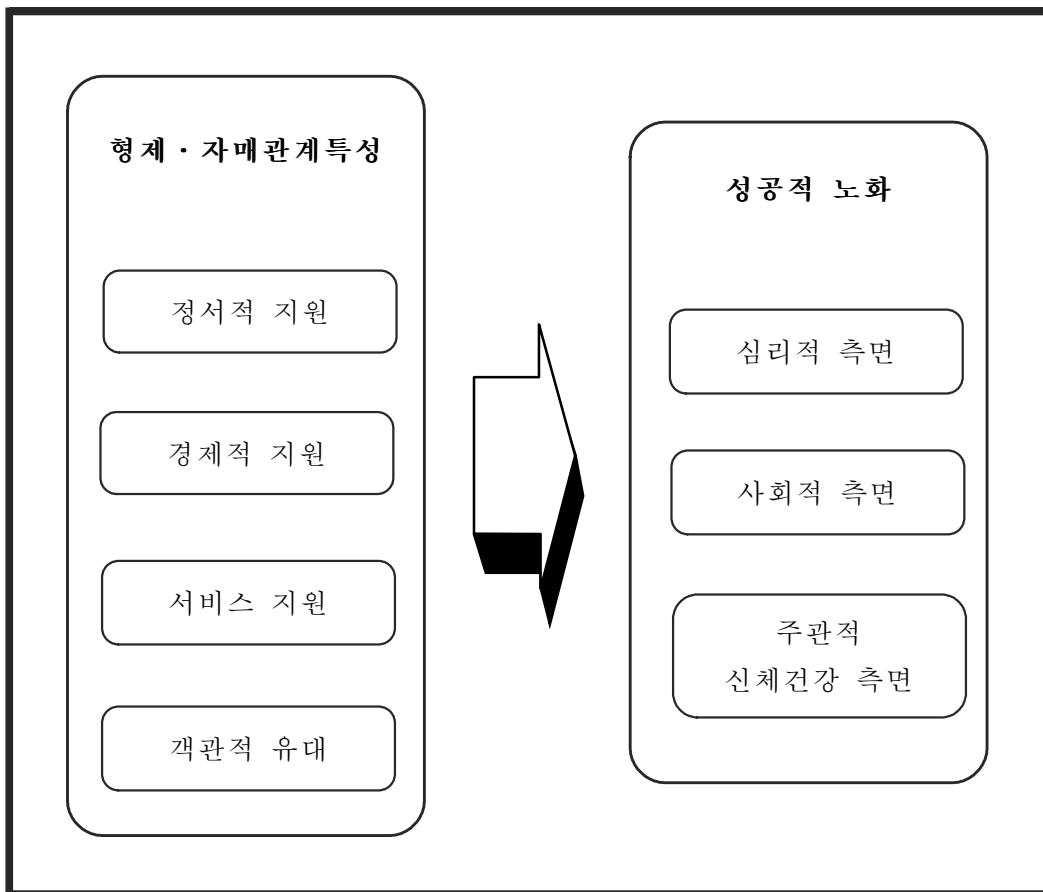 형제·자매관계특성
정서적 지원
경제적 지원
서비스 지원
객관적 유대
성공적 노화
심리적 측면
사회적 측면
주관적
신체건강 측면